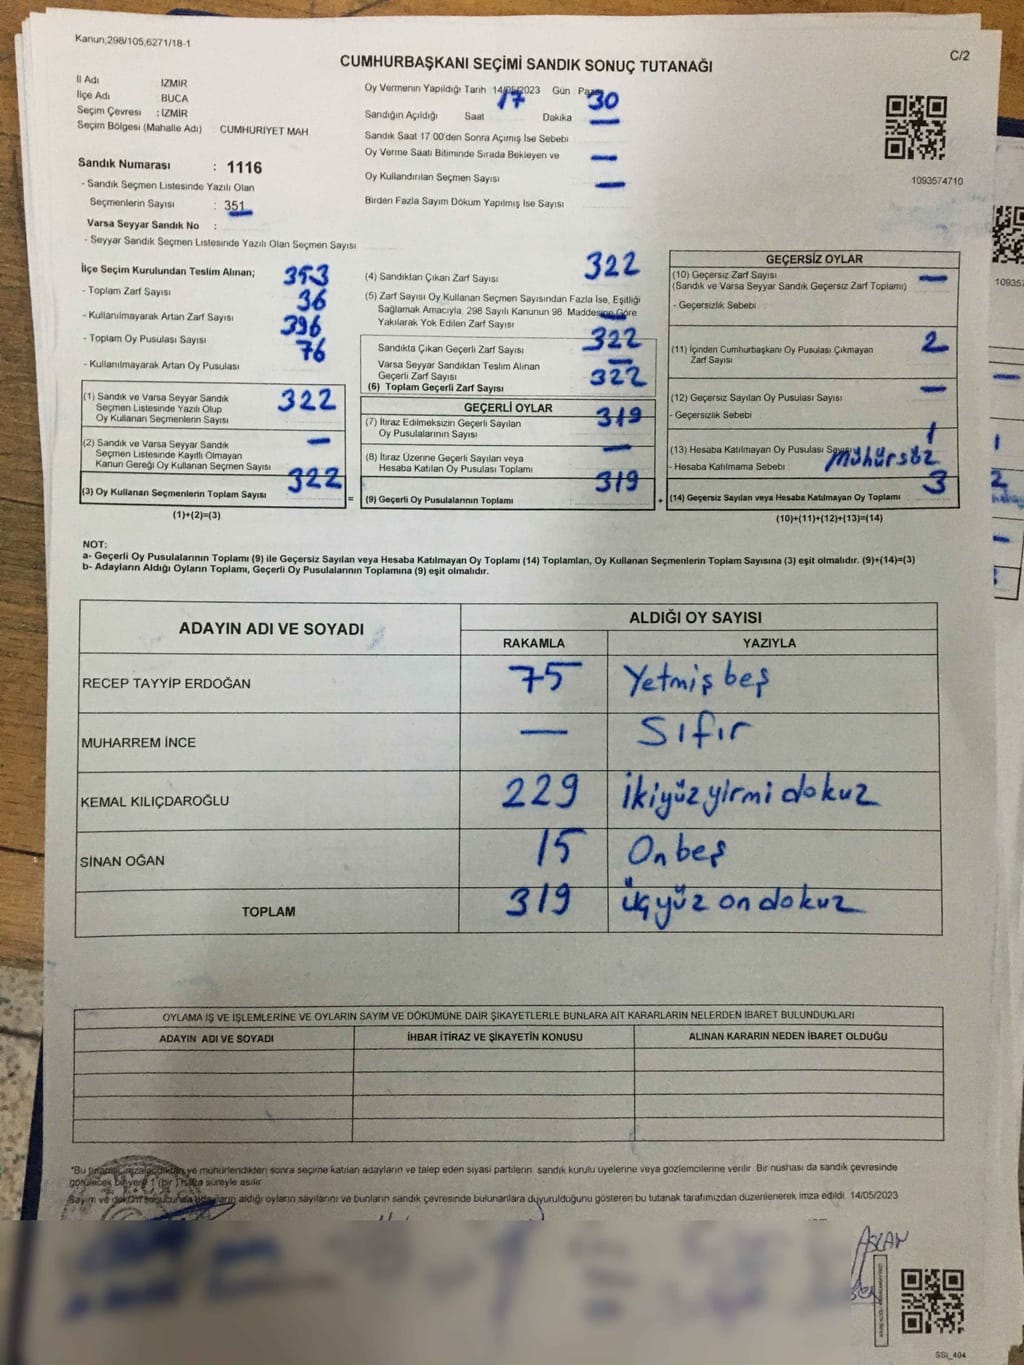 Kanun,298/105,6271/18-1
C/2
CUMHURBAŞKANI SEÇİMİ SANDIK SONUÇ TUTANAĞI
İl Adı IZMİR
İlçe Adı BUCA
Seçim Çevresi : IZMİR
Seçim Bölgesi (Mahalle Adı) CUMHURİYET MAH
Oy Vermenin Yapıldığı Tarih 14/05/2023 Gün : Pazar
Sandığın Açıldığı Saat 17 Dakika 30
Sandık Saat 17 00'den Sonra Açımış İse Sebebi
Oy Verme Saati Bitiminde Sırada Bekleyen ve —
Oy Kullandırılan Seçmen Sayısı —
Birden Fazla Sayım Döküm Yapılmış İse Sayısı
1093574710
Sandık Numarası : 1116
- Sandık Seçmen Listesinde Yazılı Olan
Seçmenlerin Sayısı : 351
Varsa Seyyar Sandık No :
- Seyyar Sandık Seçmen Listesinde Yazılı Olan Seçmen Sayısı
İlçe Seçim Kurulundan Teslim Alınan;
- Toplam Zarf Sayısı 353
- Kullanılmayarak Artan Zarf Sayısı 36
- Toplam Oy Pusulası Sayısı 396
- Kullanılmayarak Artan Oy Pusulası 76
(1) Sandık ve Varsa Seyyar Sandık
Seçmen Listesinde Yazılı Olup
Oy Kullanan Seçmenlerin Sayısı 322
(2) Sandık ve Varsa Seyyar Sandık
Seçmen Listesinde Kayıtlı Olmayan
Kanun Gereği Oy Kullanan Seçmen Sayısı —
(3) Oy Kullanan Seçmenlerin Toplam Sayısı 322
(1)+(2)=(3)
(4) Sandıktan Çıkan Zarf Sayısı 322
(5) Zarf Sayısı Oy Kullanan Seçmen Sayısından Fazla İse, Eşitliği
Sağlamak Amacıyla, 298 Sayılı Kanunun 98. Maddesine Göre
Yakılarak Yok Edilen Zarf Sayısı —
Sandıkta Çıkan Geçerli Zarf Sayısı 322
Varsa Seyyar Sandıktan Teslim Alınan
Geçerli Zarf Sayısı —
(6) Toplam Geçerli Zarf Sayısı 322
GEÇERLİ OYLAR
(7) İtiraz Edilmeksizin Geçerli Sayılan
Oy Pusulalarının Sayısı 319
(8) İtiraz Üzerine Geçerli Sayılan veya
Hesaba Katılan Oy Pusulası Toplamı —
(9) Geçerli Oy Pusulalarının Toplamı 319
=
+
GEÇERSİZ OYLAR
(10) Geçersiz Zarf Sayısı
(Sandık ve Varsa Seyyar Sandık Geçersiz Zarf Toplamı) —
- Geçersizlik Sebebi
(11) İçinden Cumhurbaşkanı Oy Pusulası Çıkmayan
Zarf Sayısı 2
(12) Geçersiz Sayılan Oy Pusulası Sayısı —
- Geçersizlik Sebebi
(13) Hesaba Katılmayan Oy Pusulası Sayısı 1
- Hesaba Katılmama Sebebi mühürsüz
(14) Geçersiz Sayılan veya Hesaba Katılmayan Oy Toplamı 3
(10)+(11)+(12)+(13)=(14)
NOT:
a- Geçerli Oy Pusulalarının Toplamı (9) ile Geçersiz Sayılan veya Hesaba Katılmayan Oy Toplamı (14) Toplamları, Oy Kullanan Seçmenlerin Toplam Sayısına (3) eşit olmalıdır. (9)+(14)=(3)
b- Adayların Aldığı Oyların Toplamı, Geçerli Oy Pusulalarının Toplamına (9) eşit olmalıdır.
ADAYIN ADI VE SOYADI
ALDIĞI OY SAYISI
RAKAMLA YAZIYLA
RECEP TAYYİP ERDOĞAN 75 Yetmiş beş
MUHARREM İNCE — Sıfır
KEMAL KILIÇDAROĞLU 229 İkiyüz yirmi dokuz
SİNAN OĞAN 15 On beş
TOPLAM 319 Üçyüz on dokuz
OYLAMA İŞ VE İŞLEMLERİNE VE OYLARIN SAYIM VE DÖKÜMÜNE DAİR ŞİKAYETLERLE BUNLARA AİT KARARLARIN NELERDEN İBARET BULUNDUKLARI
ADAYIN ADI VE SOYADI İHBAR İTİRAZ VE ŞİKAYETİN KONUSU ALINAN KARARIN NEDEN İBARET OLDUĞU
"Bu tutanak imzalandıktan ve mühürlendikten sonra seçime katılan adayların ve talep eden siyasi partilerin sandık kurulu üyelerine veya gözlemcilerine verilir Bir nüshası da sandık çevresinde
görülecek bir yere 1 (bir ) hafta süreyle asılır
Sayım ve döküm sonucunda adayların aldığı oyların sayılarını ve bunların sandık çevresinde bulunanlara duyurulduğunu gösteren bu tutanak tarafımızdan düzenlenerek imza edildi. 14/05/2023
ASLAN
SSI_404